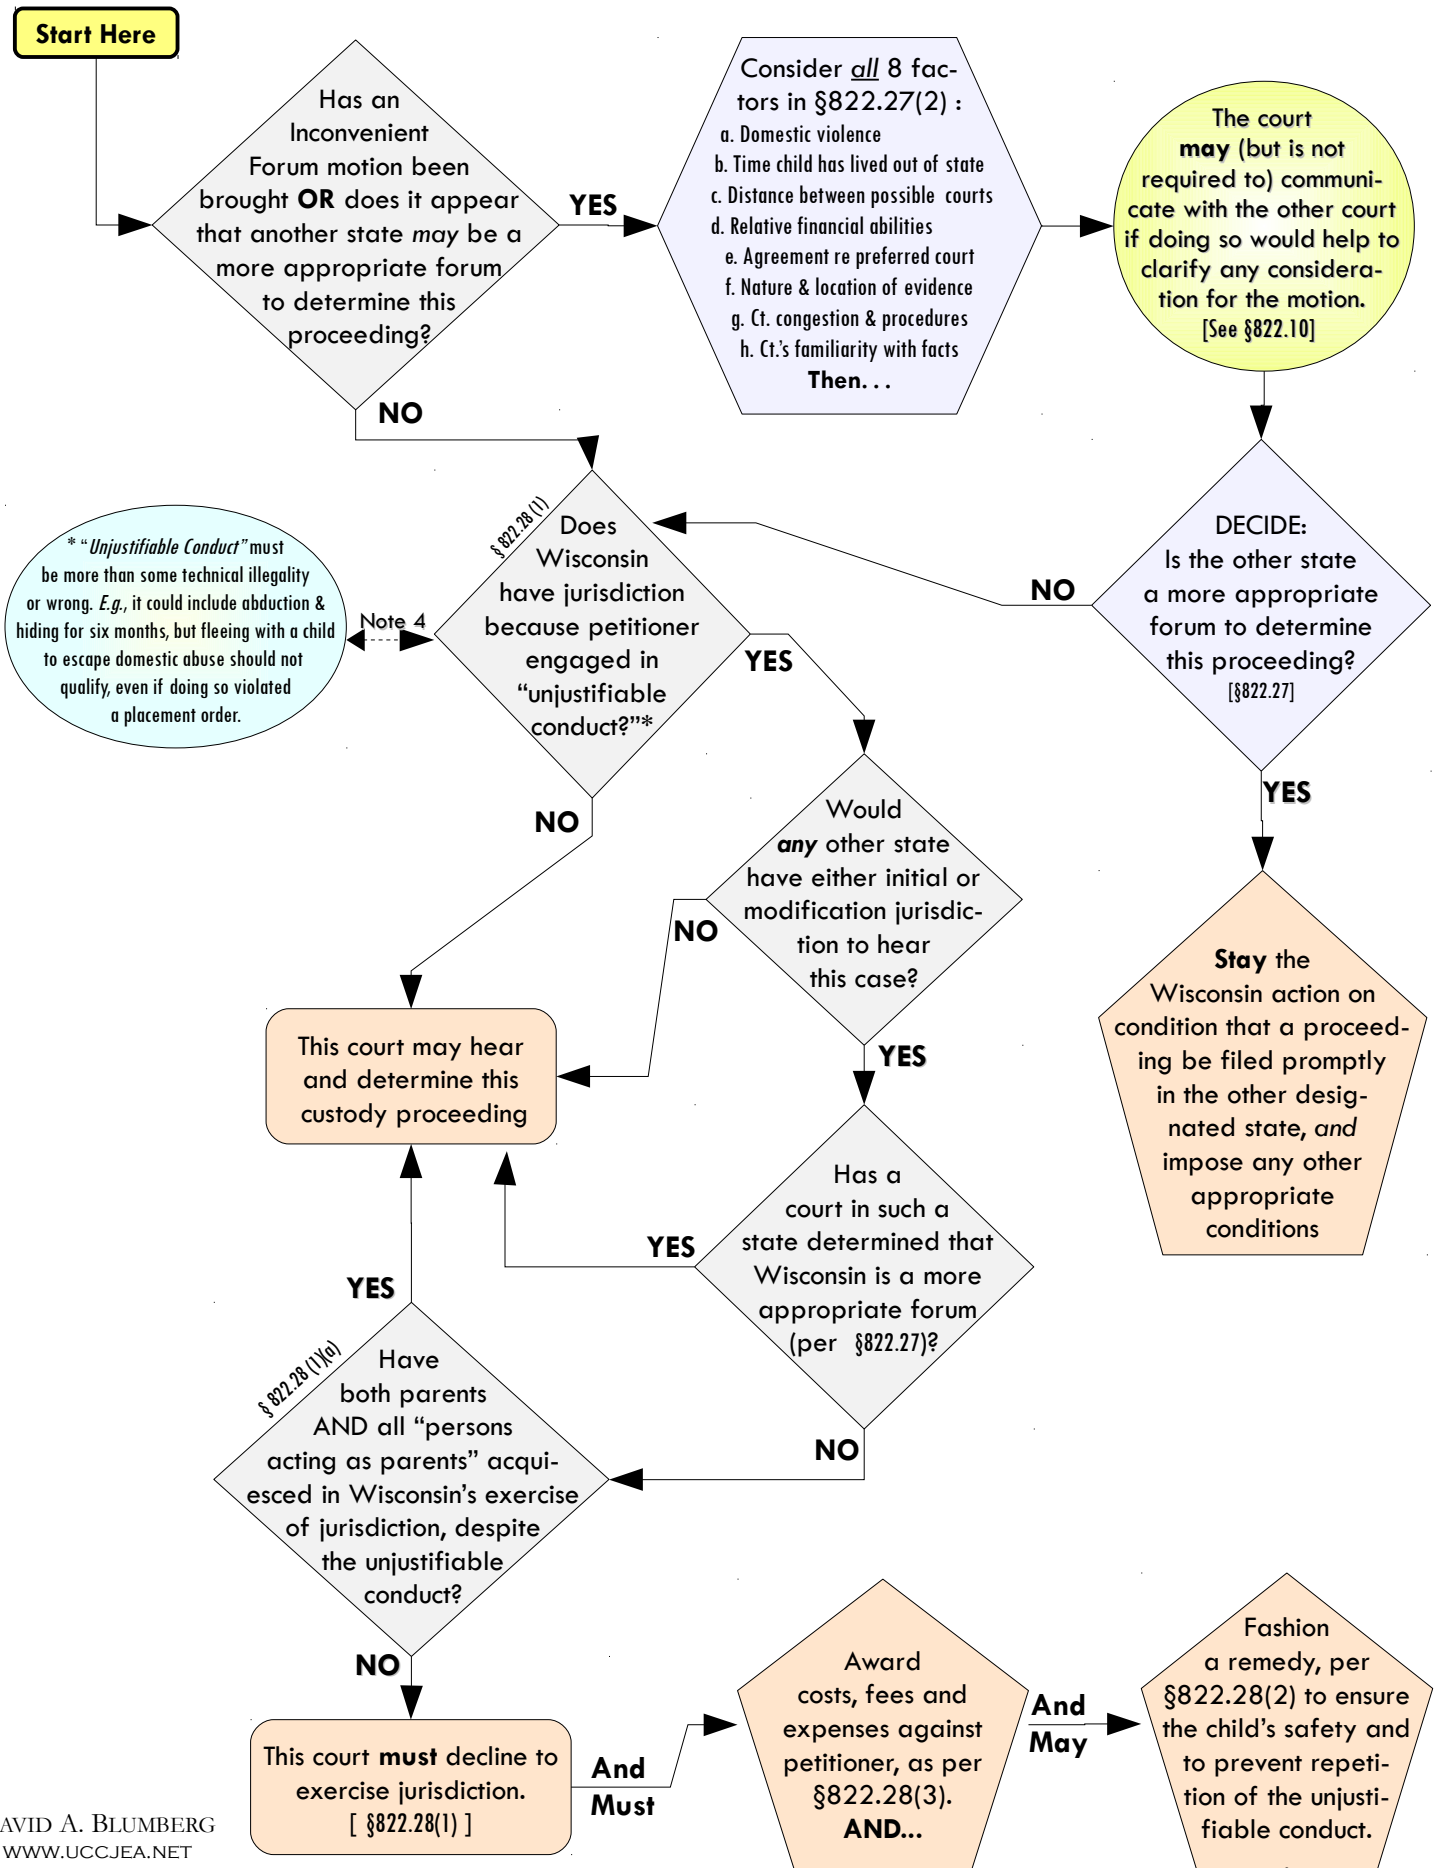 Start Here
Has an
Inconvenient
Forum motion been
brought OR does it appear
that another state may be a
more appropriate forum
to determine this
proceeding?
YES
NO
Consider all 8 fac-
tors in §822.27(2) :
a. Domestic violence
b. Time child has lived out of state
c. Distance between possible courts
d. Relative financial abilities
e. Agreement re preferred court
f. Nature & location of evidence
g. Ct. congestion & procedures
h. Ct.'s familiarity with facts
Then. . .
The court
may (but is not
required to) communi-
cate with the other court
if doing so would help to
clarify any considera-
tion for the motion.
[See §822.10]
DECIDE:
Is the other state
a more appropriate
forum to determine
this proceeding?
[§822.27]
NO
YES
Stay the
Wisconsin action on
condition that a proceed-
ing be filed promptly
in the other desig-
nated state, and
impose any other
appropriate
conditions
* "Unjustifiable Conduct" must
be more than some technical illegality
or wrong. E.g., it could include abduction &
hiding for six months, but fleeing with a child
to escape domestic abuse should not
qualify, even if doing so violated
a placement order.
Note 4
§ 822.28 (1)
Does
Wisconsin
have jurisdiction
because petitioner
engaged in
"unjustifiable
conduct?"*
YES
NO
Would
any other state
have either initial or
modification jurisdic-
tion to hear
this case?
NO
YES
This court may hear
and determine this
custody proceeding
Has a
court in such a
state determined that
Wisconsin is a more
appropriate forum
(per §822.27)?
YES
NO
YES
§ 822.28 (1)(a)
Have
both parents
AND all "persons
acting as parents" acqui-
esced in Wisconsin's exercise
of jurisdiction, despite
the unjustifiable
conduct?
NO
This court must decline to
exercise jurisdiction.
[ §822.28(1) ]
And
Must
Award
costs, fees and
expenses against
petitioner, as per
§822.28(3).
AND...
And
May
Fashion
a remedy, per
§822.28(2) to ensure
the child's safety and
to prevent repeti-
tion of the unjusti-
fiable conduct.
AVID A. BLUMBERG
WWW.UCCJEA.NET